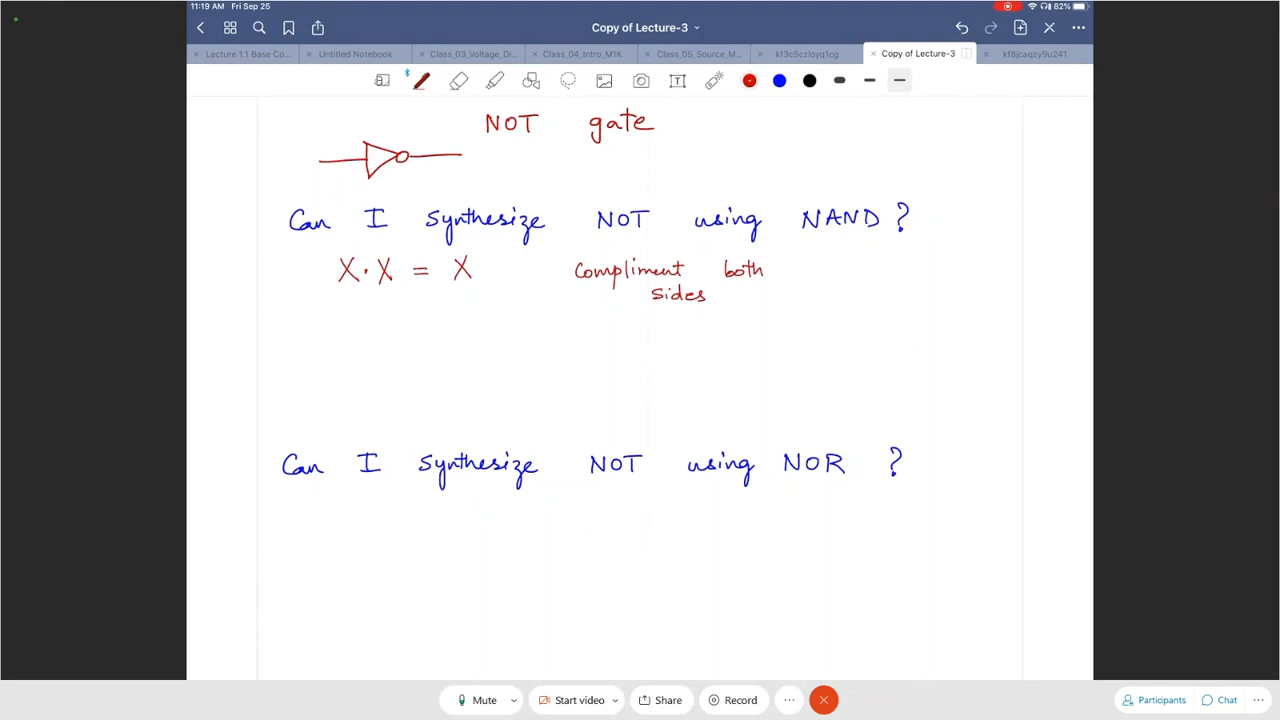 11:19 AM Fri Sep 25
82%
Copy of Lecture-3
Lecture 1.1 Base Co...
Untitled Notebook
Class_03_Voltage_Di...
Class_04_Intro_M1K
Class_05_Source_M...
kf3c5czloyq1cg
Copy of Lecture-3
kf8jcaqzy9u241
NOT gate
Can I synthesize NOT using NAND?
X·X = X compliment both
sides
Can I synthesize NOT using NOR ?
Mute
Start video
Share
Record
Participants
Chat